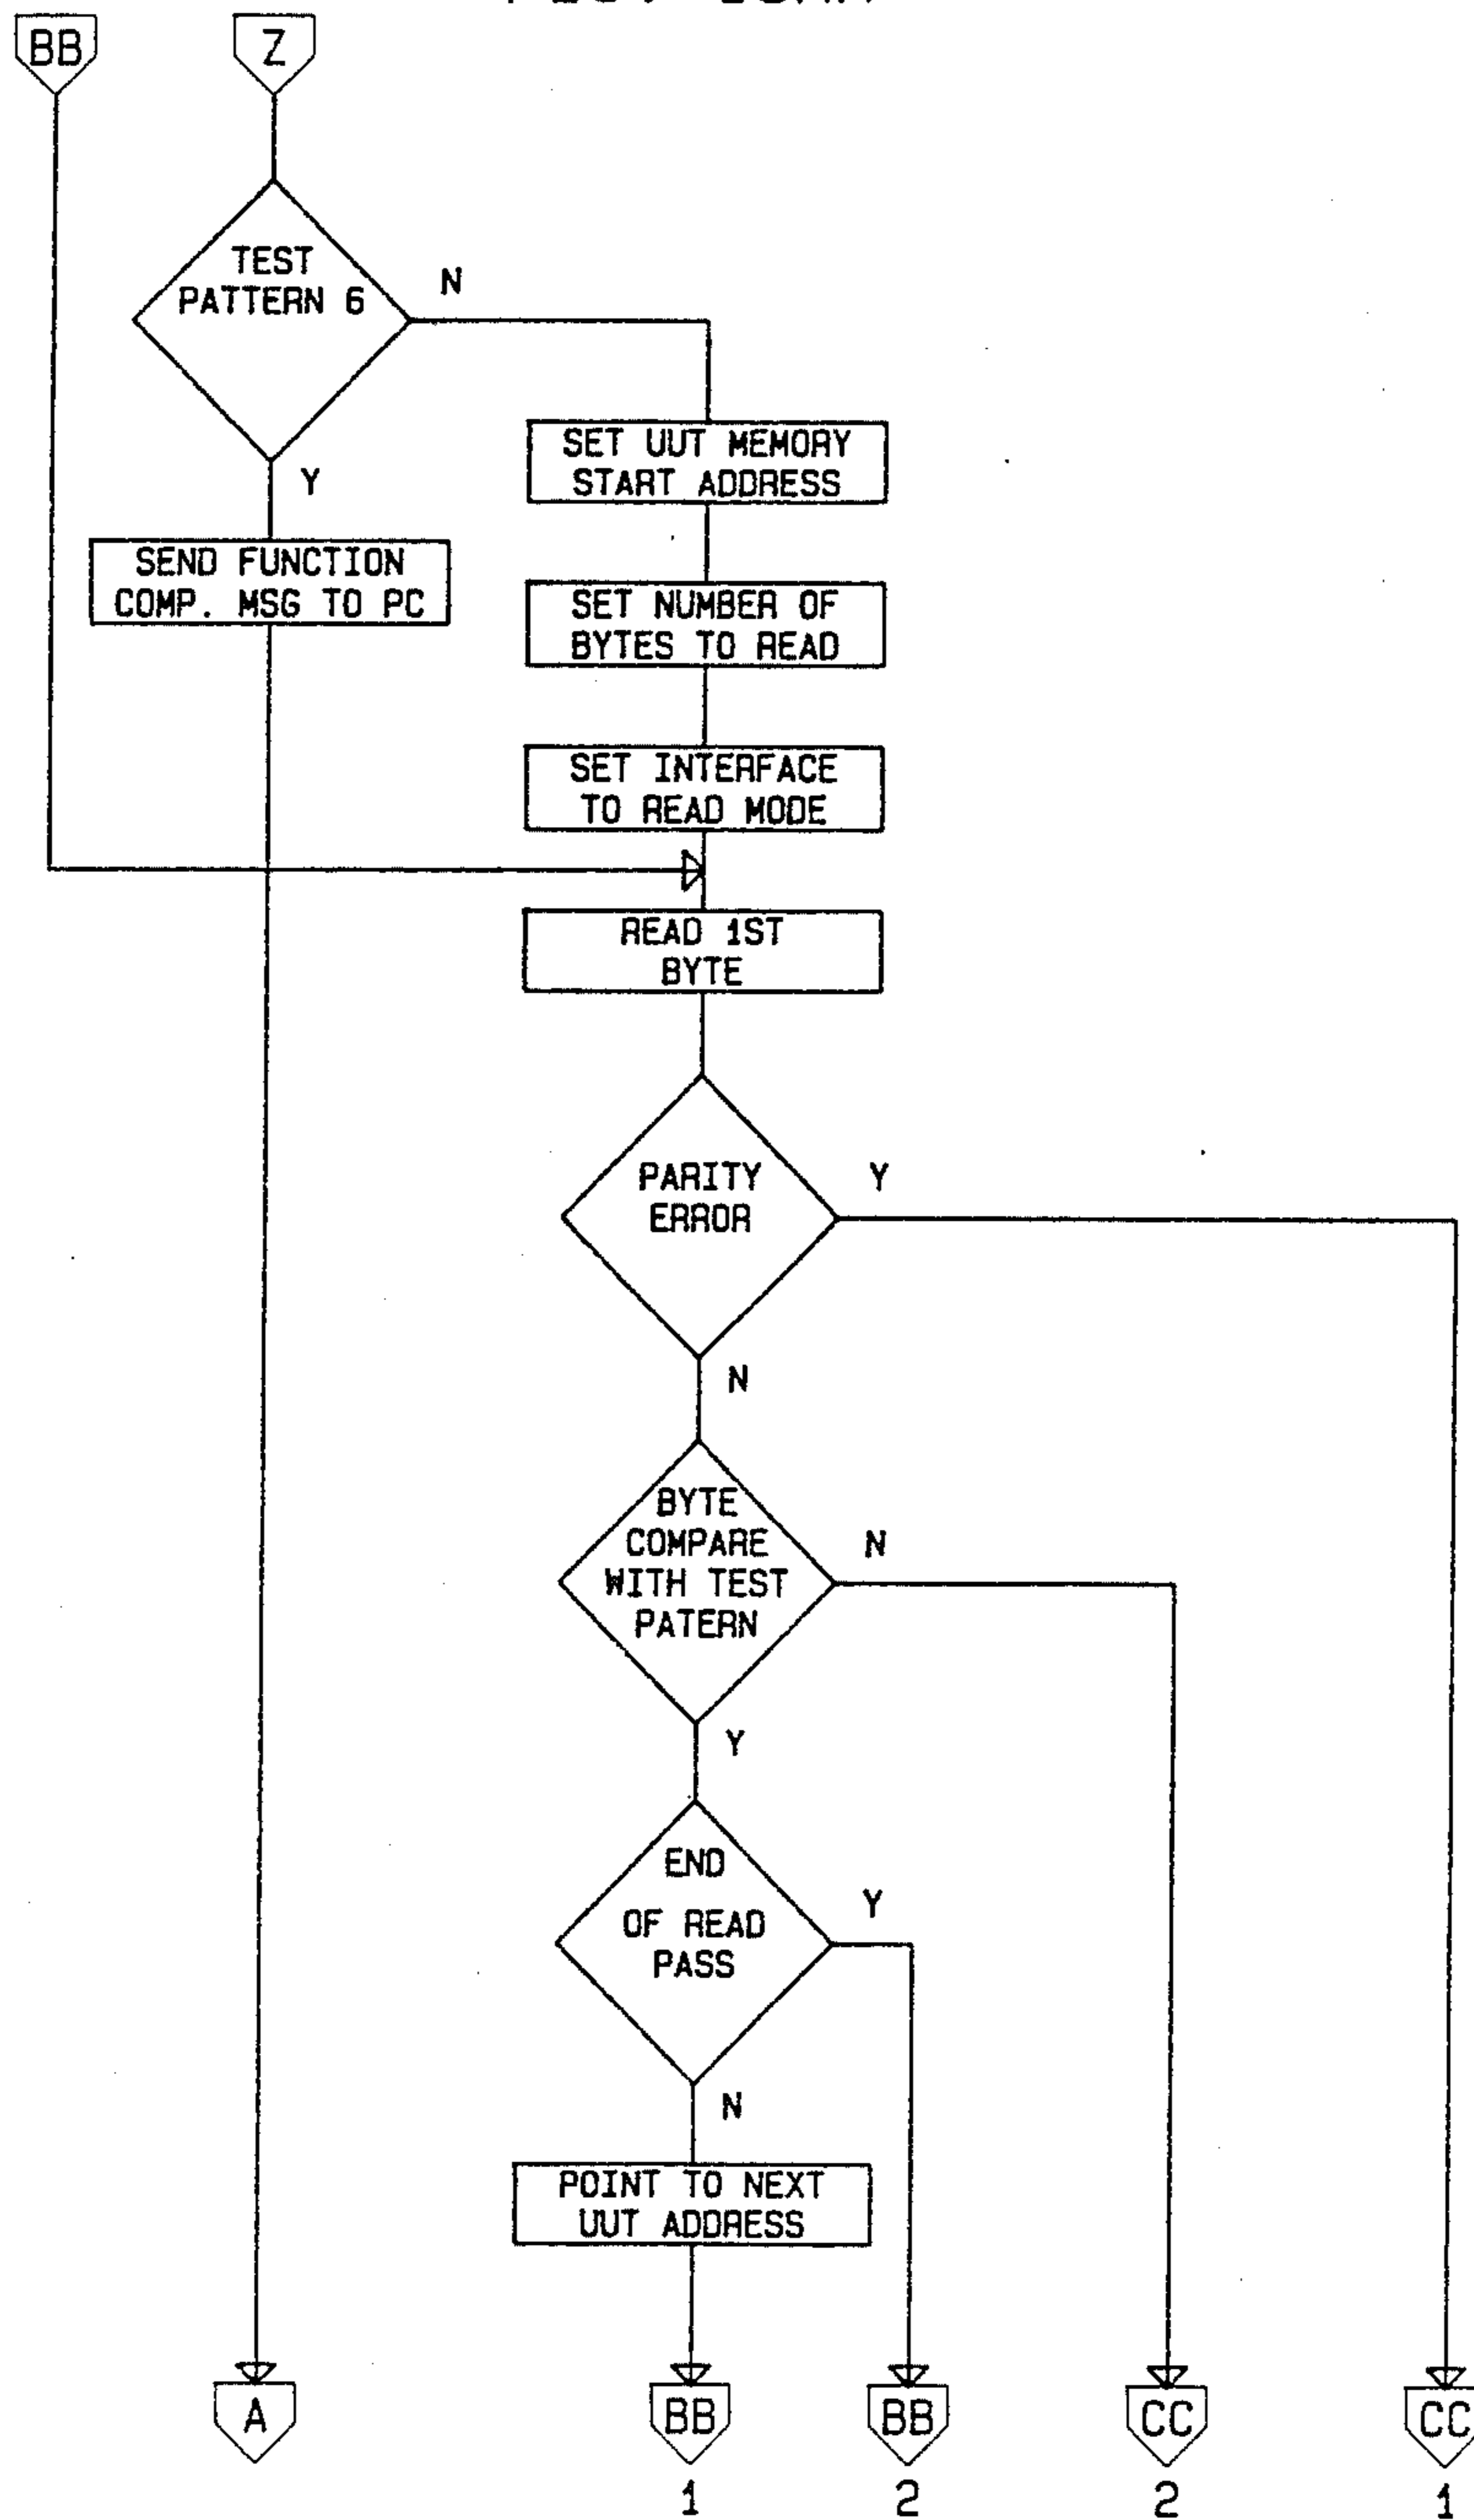 BB
Z
TEST
PATTERN 6
N
Y
SET UUT MEMORY
START ADDRESS
SEND FUNCTION
COMP. MSG TO PC
SET NUMBER OF
BYTES TO READ
SET INTERFACE
TO READ MODE
READ 1ST
BYTE
PARITY
ERROR
Y
N
BYTE
COMPARE
WITH TEST
PATERN
N
Y
END
OF READ
PASS
Y
N
POINT TO NEXT
UUT ADDRESS
A
BB
BB
CC
CC
1
2
2
1